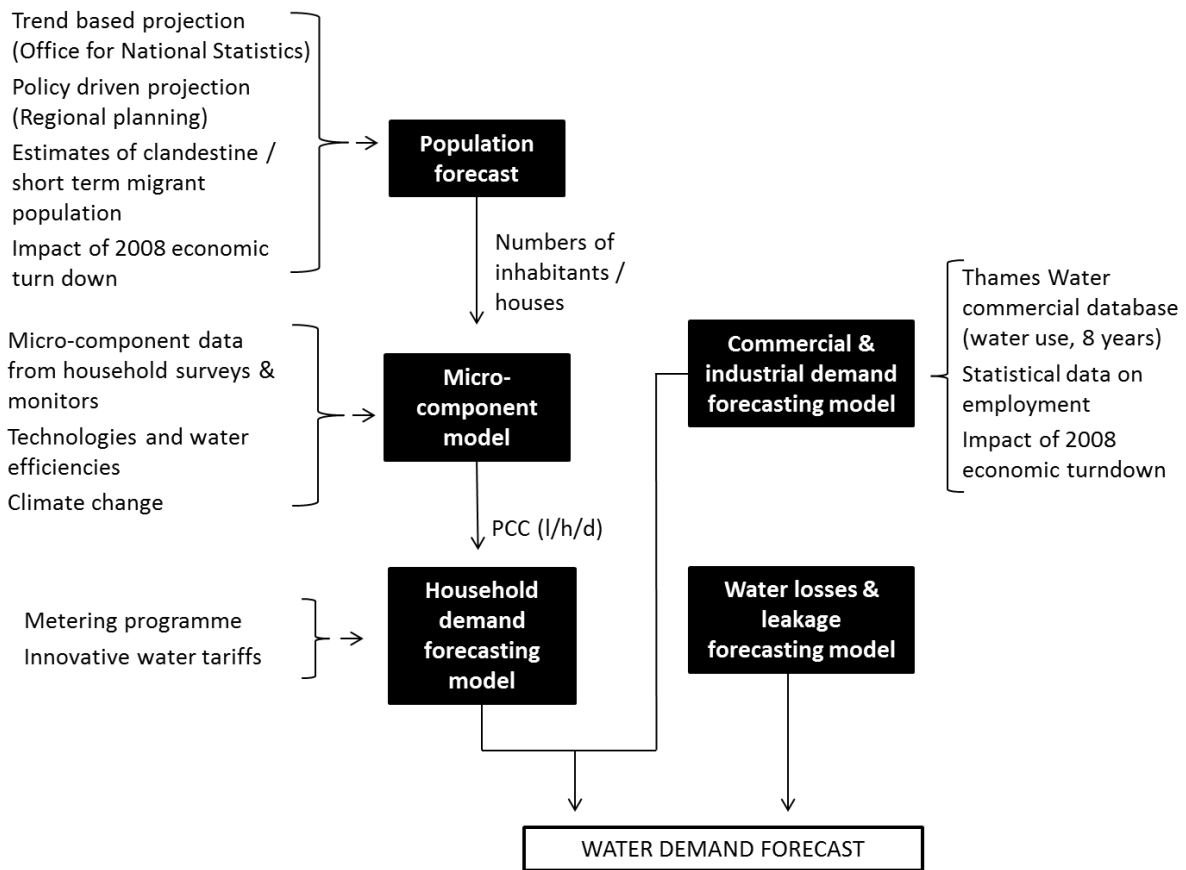 Trend based projection
(Office for National Statistics)
Policy driven projection
(Regional planning)
Estimates of clandestine /
short term migrant
population
Impact of 2008 economic
turn down
Population
forecast
Numbers of
inhabitants /
houses
Micro-component data
from household surveys &
monitors
Technologies and water
efficiencies
Climate change
Micro-
component
model
PCC (l/h/d)
Metering programme
Innovative water tariffs
Household
demand
forecasting
model
Commercial &
industrial demand
forecasting model
Thames Water
commercial database
(water use, 8 years)
Statistical data on
employment
Impact of 2008
economic turndown
Water losses &
leakage
forecasting model
WATER DEMAND FORECAST